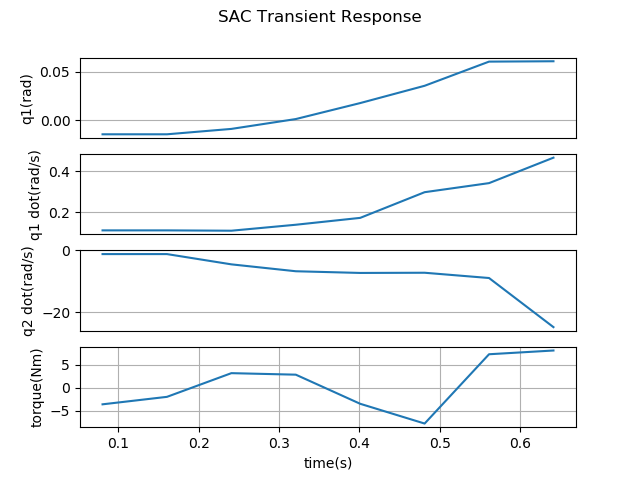 SAC Transient Response
0.05
0.00
q1(rad)
0.4
0.2
q1 dot(rad/s)
0
−20
q2 dot(rad/s)
5
0
−5
torque(Nm)
0.1 0.2 0.3 0.4 0.5 0.6
time(s)